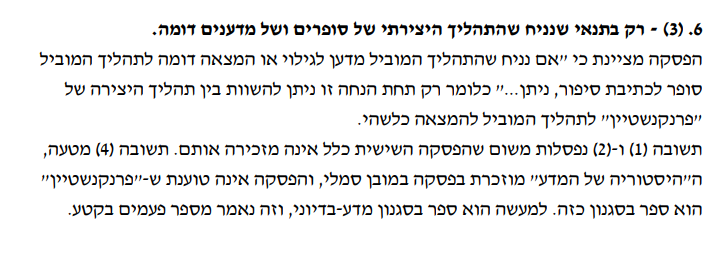 6. (3) - רק בתנאי שנניח שהתהליך היצירתי של סופרים ושל מדענים דומה.
הפסקה מציינת כי ״אם נניח שהתהליך המוביל מדען לגילוי או המצאה דומה לתהליך המוביל
סופר לכתיבת סיפור, ניתן...״ כלומר רק תחת הנחה זו ניתן להשוות בין תהליך היצירה של
״פרנקנשטיין״ לתהליך המוביל להמצאה כלשהי.
תשובה (1) ו-(2) נפסלות משום שהפסקה השישית כלל אינה מזכירה אותם. תשובה (4) מטעה,
ה״היסטוריה של המדע״ מוזכרת בפסקה במובן סמלי, והפסקה אינה טוענת ש-״פרנקנשטיין״
הוא ספר בסגנון כזה. למעשה הוא ספר בסגנון מדע-בדיוני, וזה נאמר מספר פעמים בקטע.